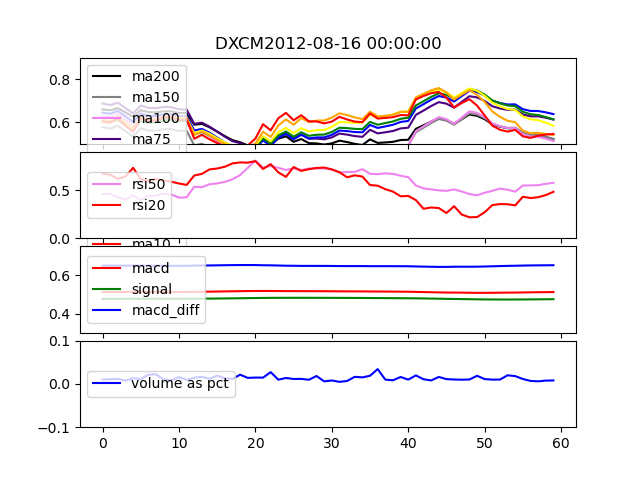 DXCM2012-08-16 00:00:00
0.8
0.6
ma200
ma150
ma100
ma75
0.5
0.0
rsi50
rsi20
ma10
0.6
0.4
macd
signal
macd_diff
0.1
0.0
−0.1
volume as pct
0 10 20 30 40 50 60